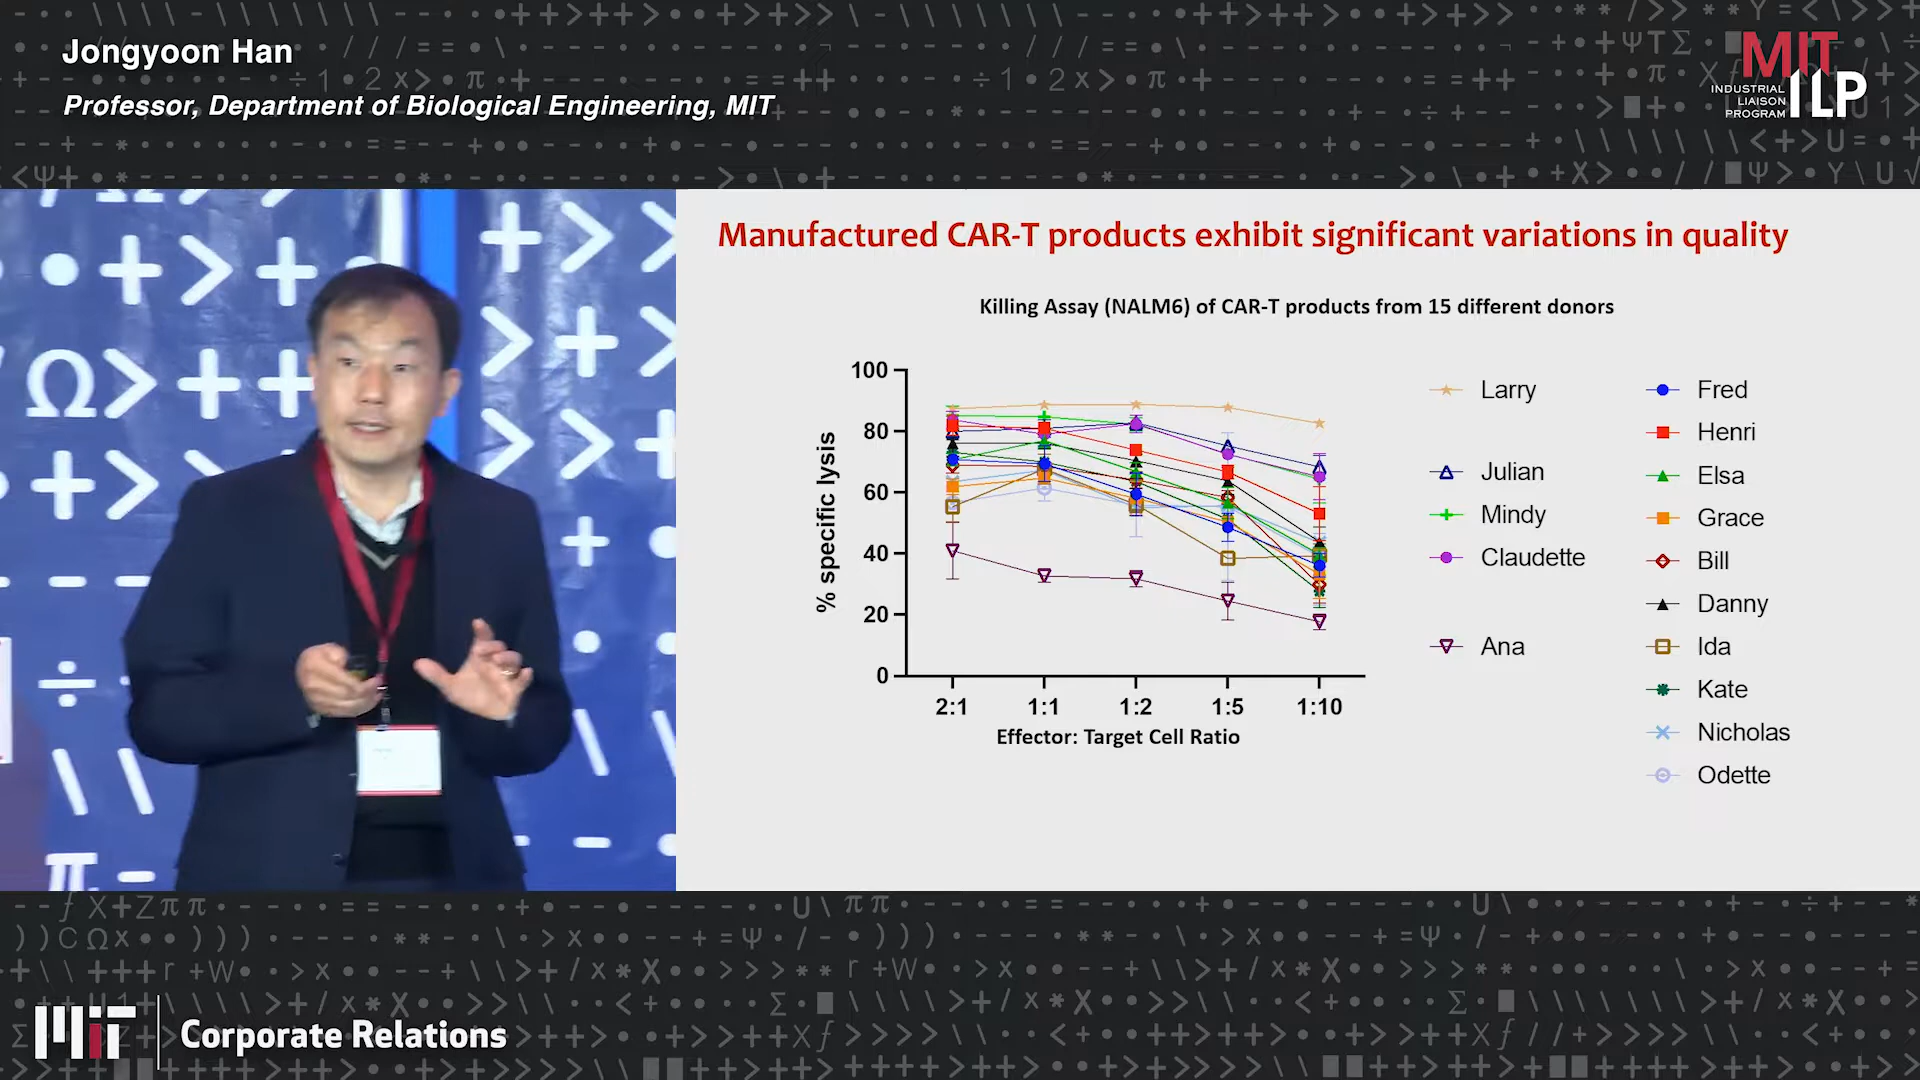 Jongyoon Han
Professor, Department of Biological Engineering, MIT
MIT
ILP
INDUSTRIAL
LIAISON
PROGRAM
Manufactured CAR-T products exhibit significant variations in quality
Killing Assay (NALM6) of CAR-T products from 15 different donors
% specific lysis
100
80
60
40
20
0
2:1 1:1 1:2 1:5 1:10
Effector: Target Cell Ratio
Larry
Julian
Mindy
Claudette
Ana
Fred
Henri
Elsa
Grace
Bill
Danny
Ida
Kate
Nicholas
Odette
MIT
Corporate Relations